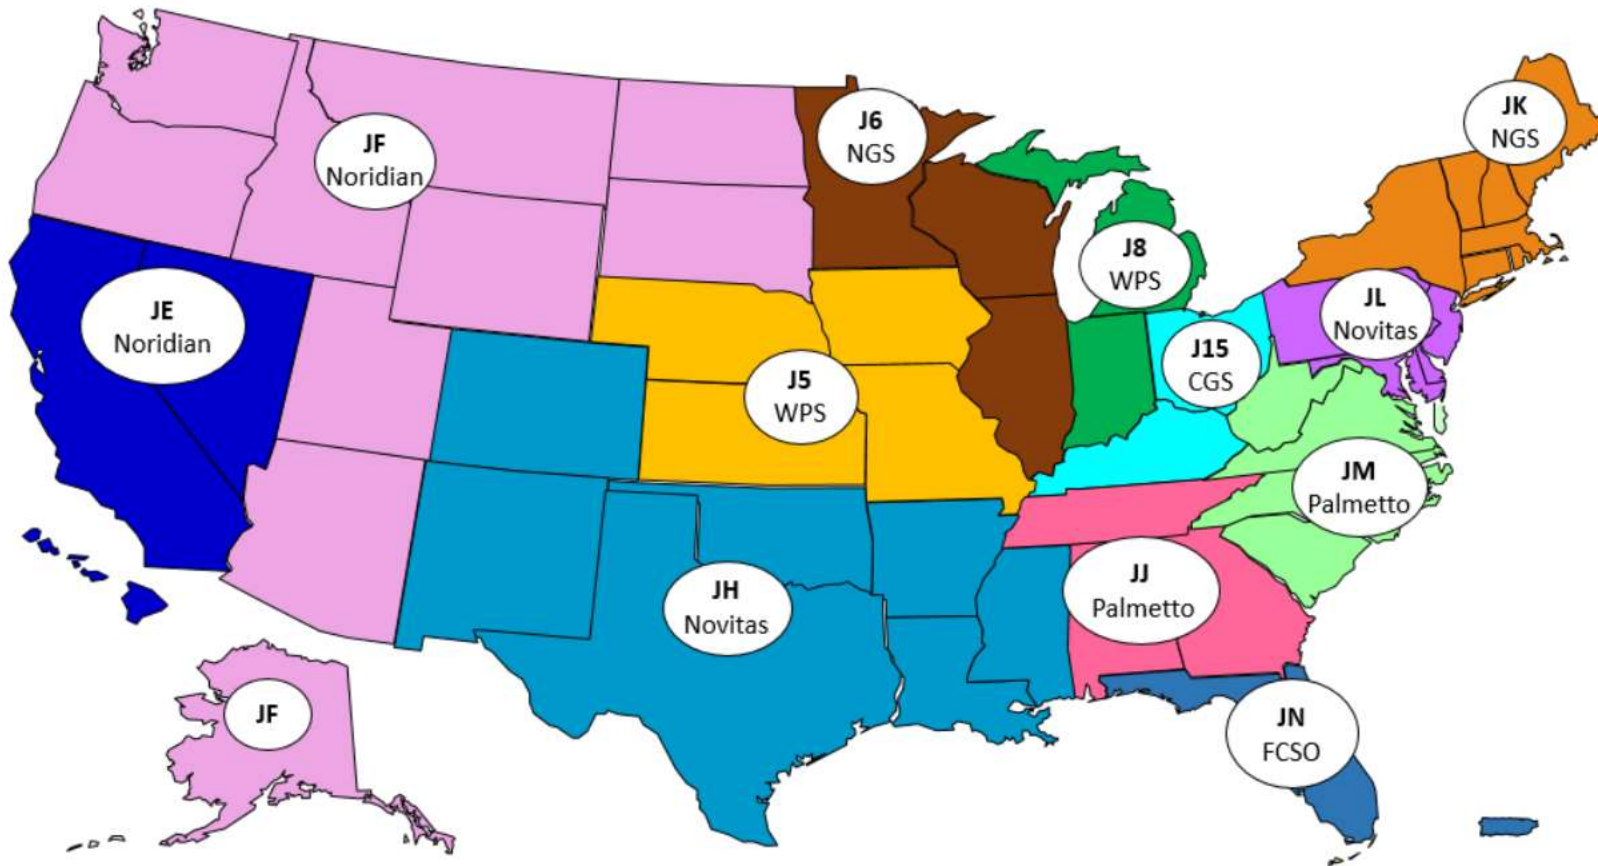 JF
Noridian
J6
NGS
JK
NGS
J8
WPS
JE
Noridian
JL
Novitas
J15
CGS
J5
WPS
JM
Palmetto
JH
Novitas
JJ
Palmetto
JF
JN
FCSO